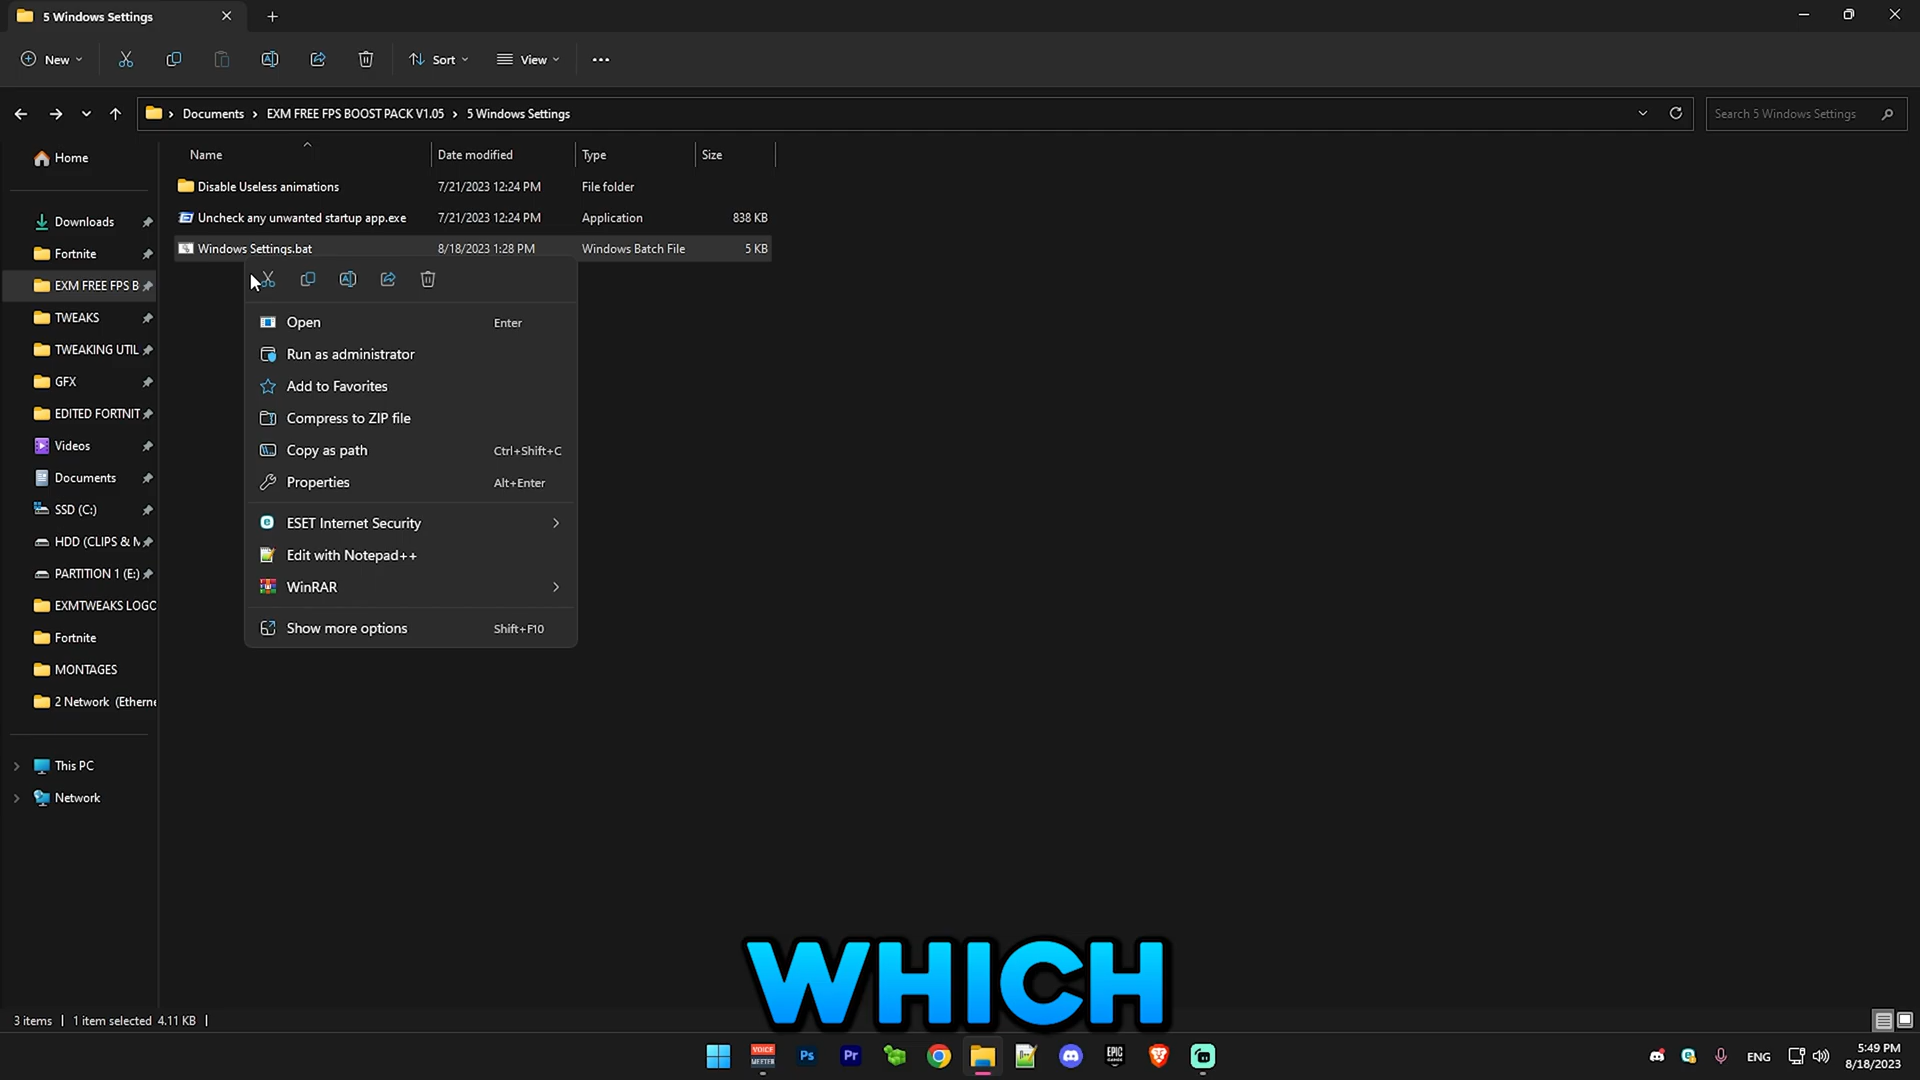 5 Windows Settings
New
Sort
View
Documents
EXM FREE FPS BOOST PACK V1.05
5 Windows Settings
Search 5 Windows Settings
Name
Date modified
Type
Size
Disable Useless animations
7/21/2023 12:24 PM
File folder
Uncheck any unwanted startup app.exe
7/21/2023 12:24 PM
Application
838 KB
Windows Settings.bat
8/18/2023 1:28 PM
Windows Batch File
5 KB
Home
Downloads
Fortnite
EXM FREE FPS B
TWEAKS
TWEAKING UTIL
GFX
EDITED FORTNIT
Videos
Documents
SSD (C:)
HDD (CLIPS & M
PARTITION 1 (E:)
EXMTWEAKS LOGO
Fortnite
MONTAGES
2 Network (Etherne
This PC
Network
Open
Enter
Run as administrator
Add to Favorites
Compress to ZIP file
Copy as path
Ctrl+Shift+C
Properties
Alt+Enter
ESET Internet Security
Edit with Notepad++
WinRAR
Show more options
Shift+F10
WHICH
3 items
1 item selected 4.11 KB
VOICE
MEETER
Ps
Pr
EPIC
GAMES
ENG
5:49 PM
8/18/2023